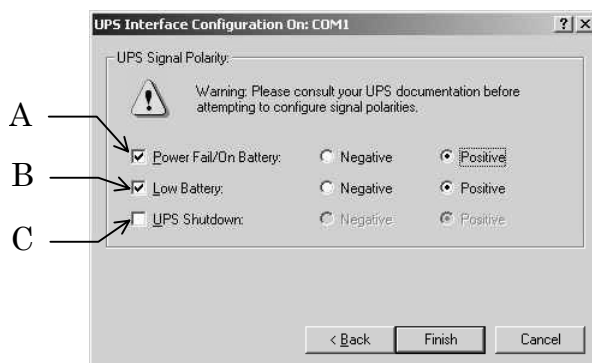 UPS Interface Configuration On: COM1
UPS Signal Polarity:
Warning: Please consult your UPS documentation before
attempting to configure signal polarities.
A
Power Fail/On Battery: Negative Positive
B
Low Battery: Negative Positive
C
UPS Shutdown: Negative Positive
< Back Finish Cancel